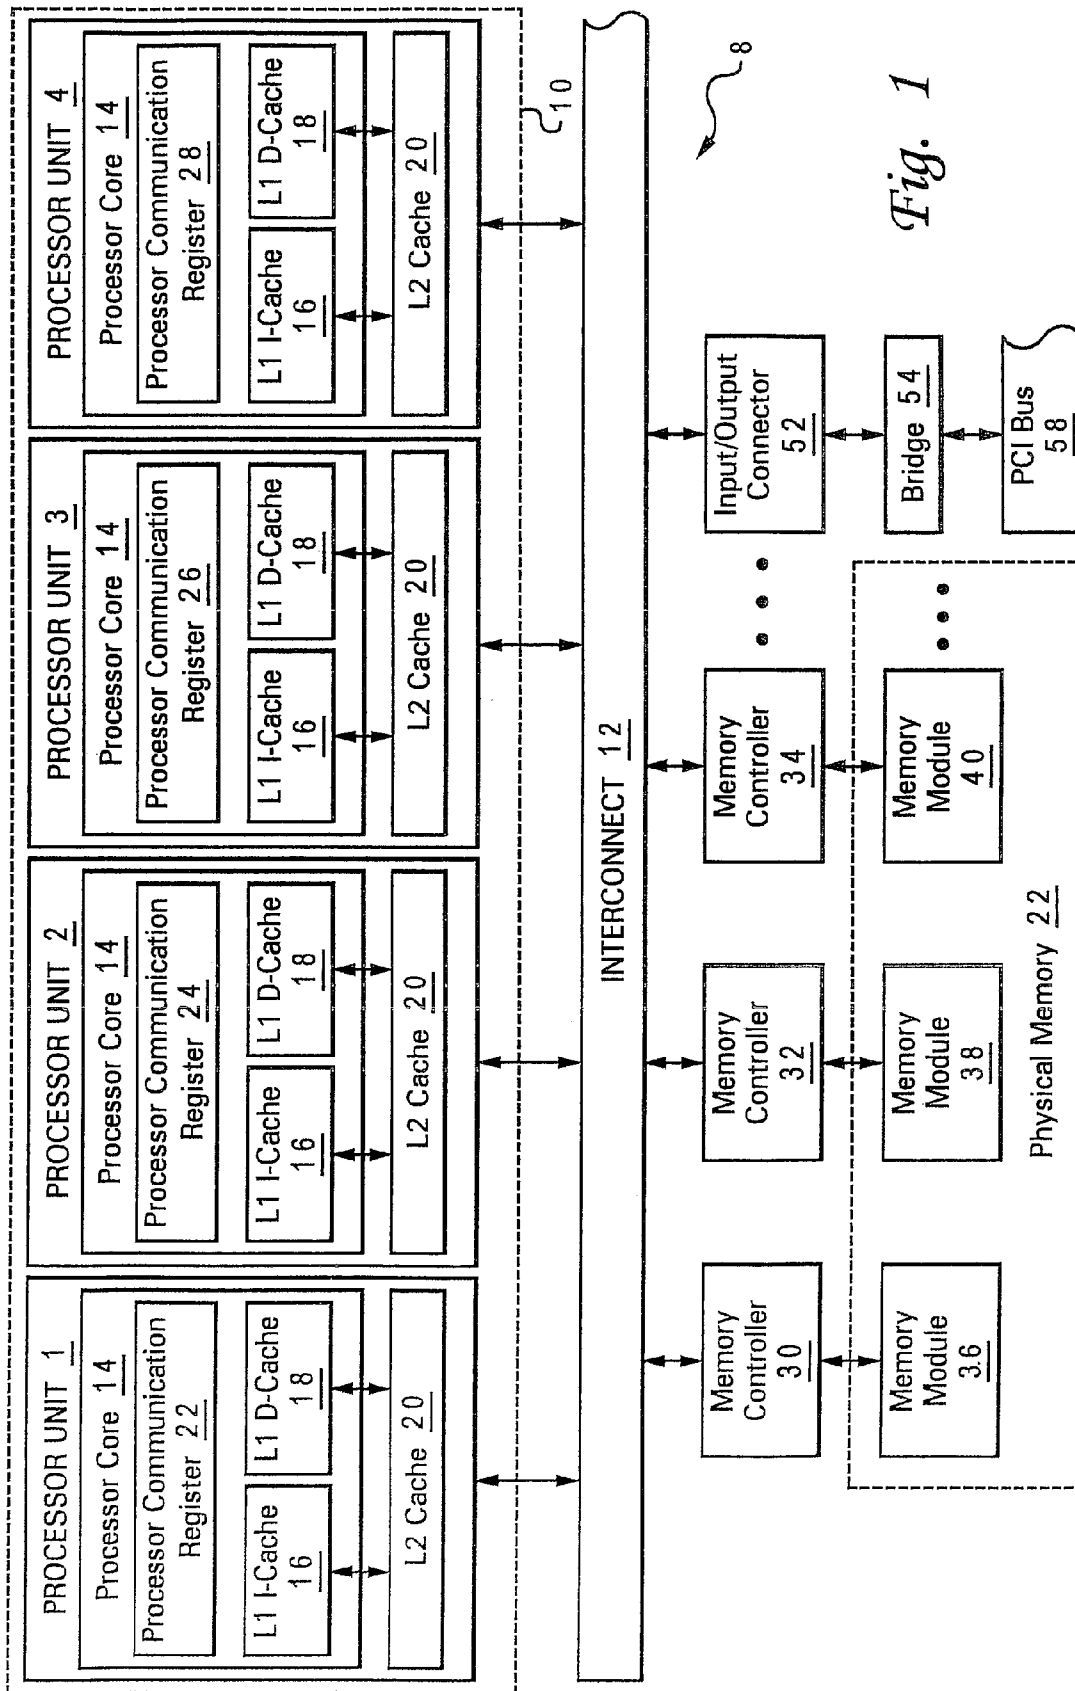 PROCESSOR UNIT 1
Processor Core 14
Processor Communication
Register 22
L1 I-Cache
16
L1 D-Cache
18
L2 Cache 20
PROCESSOR UNIT 2
Processor Core 14
Processor Communication
Register 24
L1 I-Cache
16
L1 D-Cache
18
L2 Cache 20
PROCESSOR UNIT 3
Processor Core 14
Processor Communication
Register 26
L1 I-Cache
16
L1 D-Cache
18
L2 Cache 20
PROCESSOR UNIT 4
Processor Core 14
Processor Communication
Register 28
L1 I-Cache
16
L1 D-Cache
18
L2 Cache 20
10
INTERCONNECT 12
8
Memory
Controller
30
Memory
Controller
32
Memory
Controller
34
Input/Output
Connector
52
Memory
Module
36
Memory
Module
38
Memory
Module
40
Bridge 54
Physical Memory 22
PCI Bus
58
Fig. 1